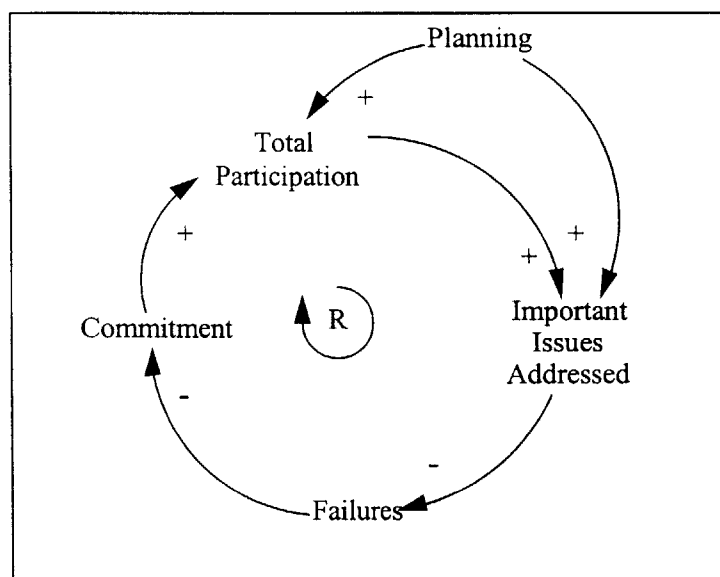 Planning
+
Total
Participation
+
+
+
Commitment
R
Important
Issues
Addressed
-
-
Failures